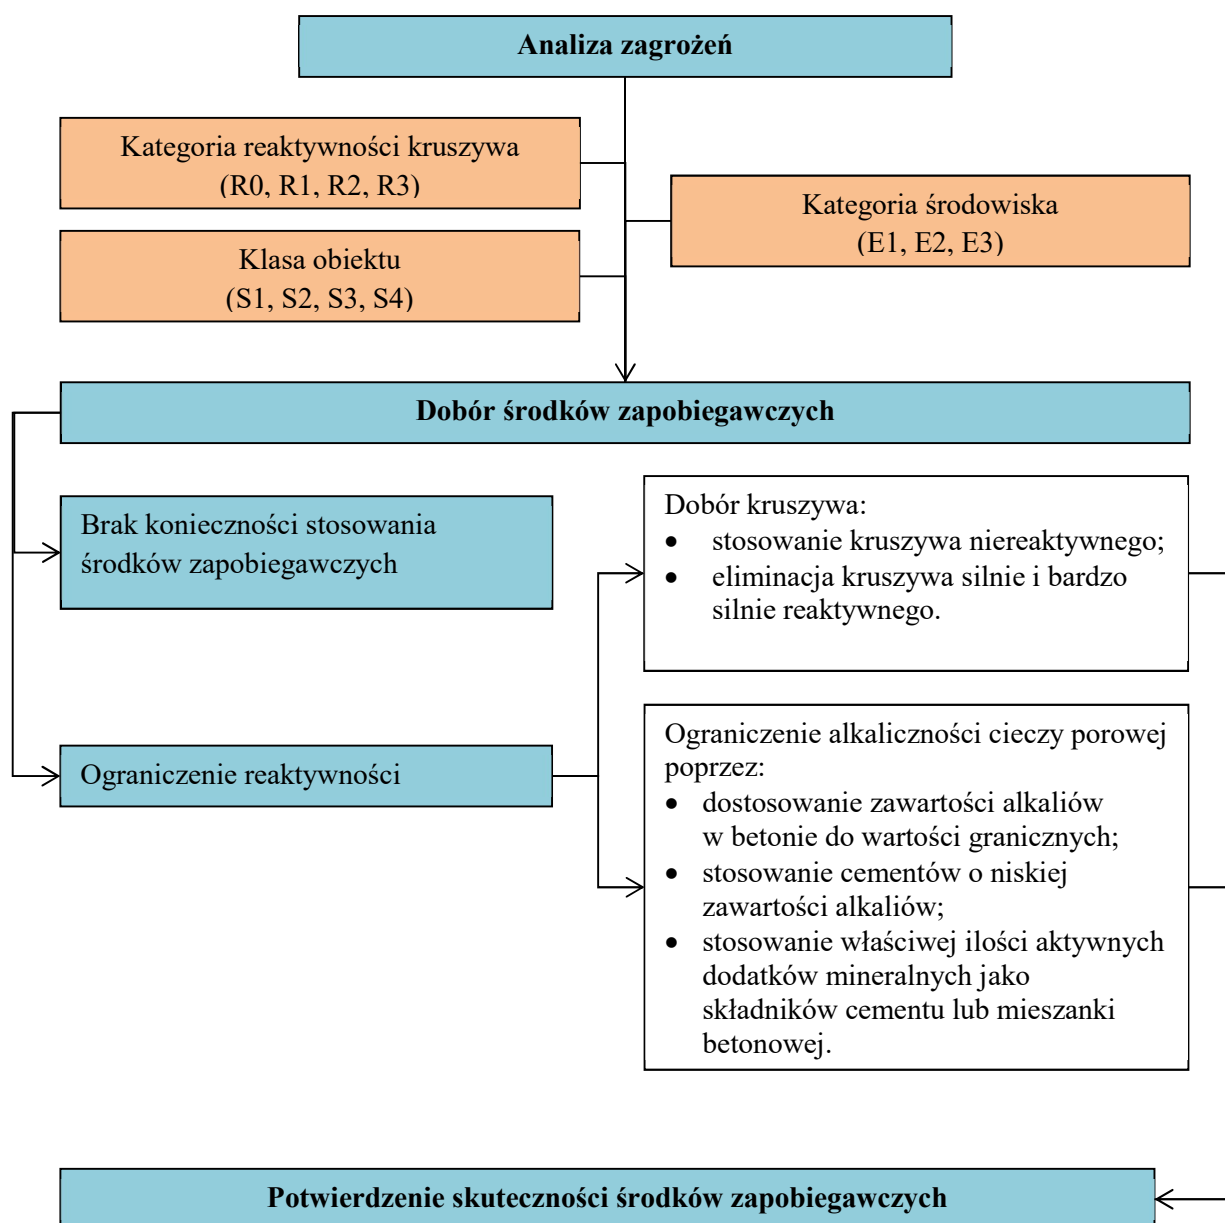 Analiza zagrożeń
Kategoria reaktywności kruszywa
(R0, R1, R2, R3)
Kategoria środowiska
(E1, E2, E3)
Klasa obiektu
(S1, S2, S3, S4)
Dobór środków zapobiegawczych
Brak konieczności stosowania
środków zapobiegawczych
Dobór kruszywa:
• stosowanie kruszywa niereaktywnego;
• eliminacja kruszywa silnie i bardzo
silnie reaktywnego.
Ograniczenie reaktywności
Ograniczenie alkaliczności cieczy porowej
poprzez:
• dostosowanie zawartości alkaliów
w betonie do wartości granicznych;
• stosowanie cementów o niskiej
zawartości alkaliów;
• stosowanie właściwej ilości aktywnych
dodatków mineralnych jako
składników cementu lub mieszanki
betonowej.
Potwierdzenie skuteczności środków zapobiegawczych